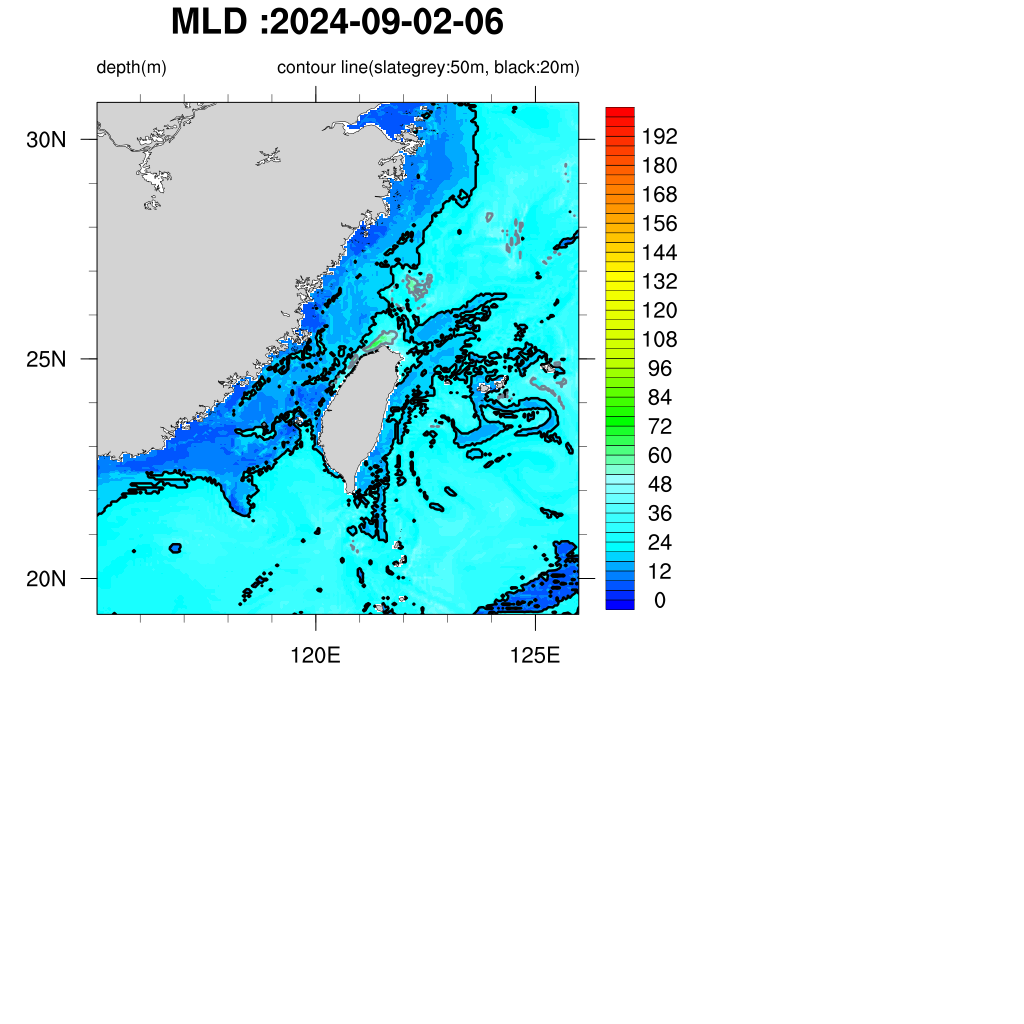 MLD :2024-09-02-06
depth(m)
contour line(slategrey:50m, black:20m)
30N
25N
20N
120E
125E
192
180
168
156
144
132
120
108
96
84
72
60
48
36
24
12
0